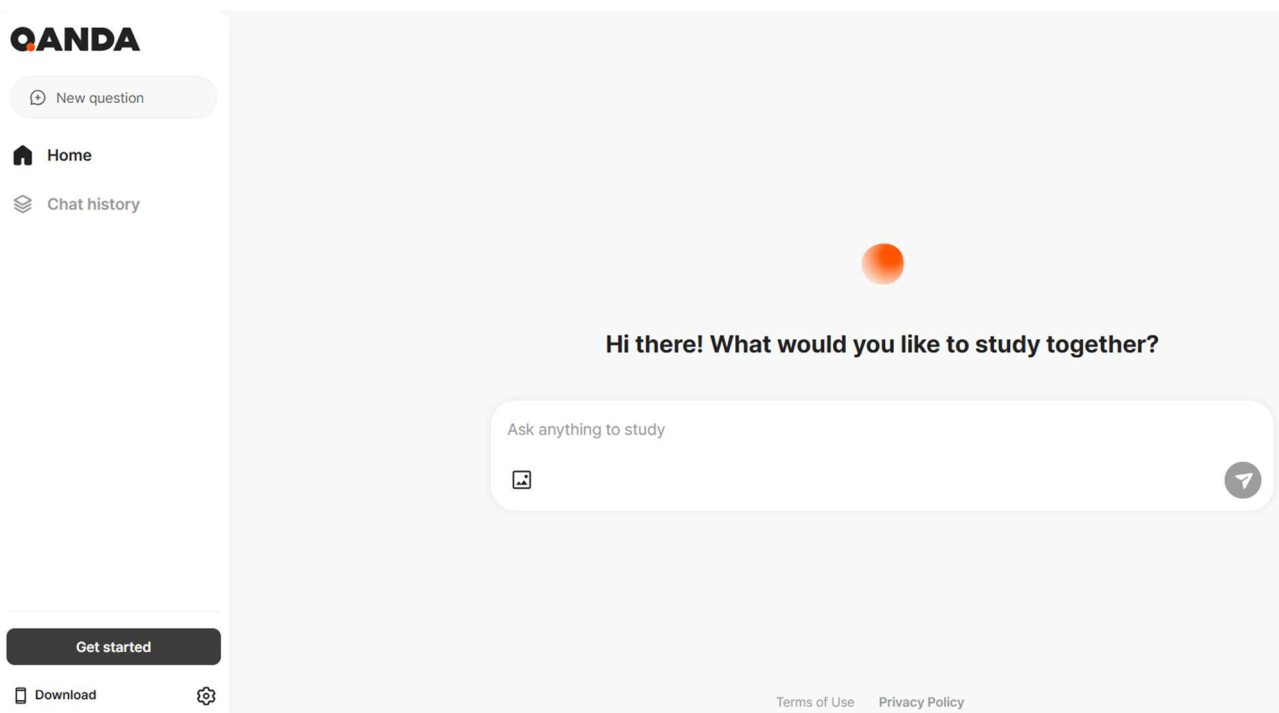 QANDA
New question
Home
Chat history
Hi there! What would you like to study together?
Ask anything to study
Get started
Download
Terms of Use Privacy Policy